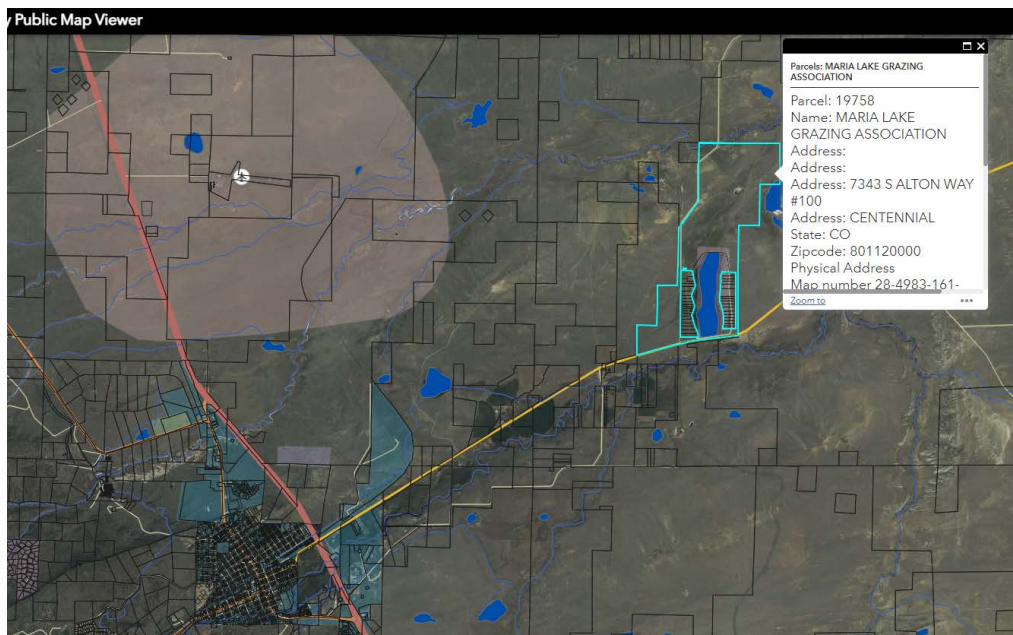 y Public Map Viewer
Parcels: MARIA LAKE GRAZING
ASSOCIATION
Parcel: 19758
Name: MARIA LAKE
GRAZING ASSOCIATION
Address:
Address:
Address: 7343 S ALTON WAY
#100
Address: CENTENNIAL
State: CO
Zipcode: 801120000
Physical Address
Map number 28-4983-161-
Zoom to